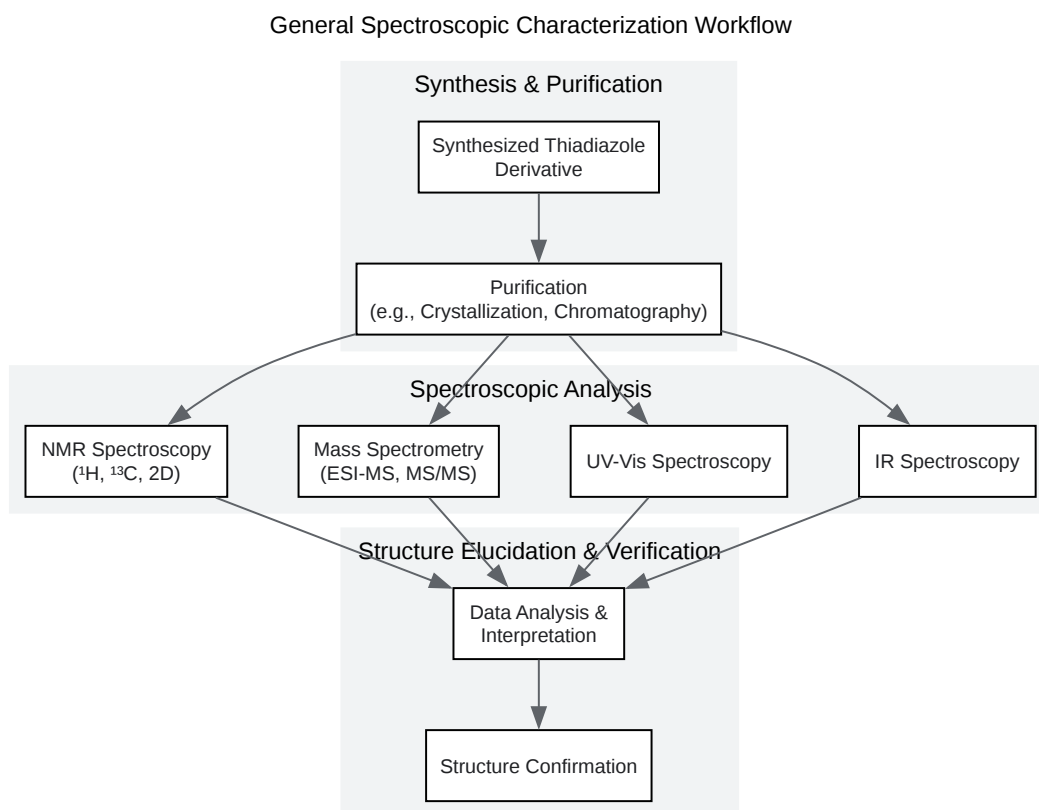 General Spectroscopic Characterization Workflow
Synthesis & Purification
Synthesized Thiadiazole
Derivative
Purification
(e.g., Crystallization, Chromatography)
Spectroscopic Analysis
NMR Spectroscopy
(¹H, ¹³C, 2D)
Mass Spectrometry
(ESI-MS, MS/MS)
UV-Vis Spectroscopy
IR Spectroscopy
Structure Elucidation & Verification
Data Analysis &
Interpretation
Structure Confirmation